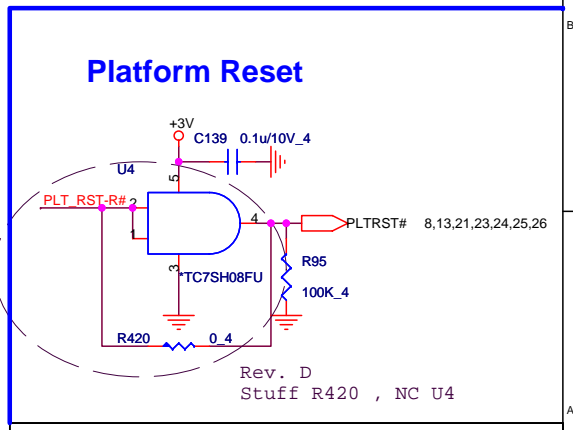 B
Platform Reset
+3V
C139 0.1u/10V_4
U4
5
PLT_RST-R# 2
4
PLTRST# 8,13,21,23,24,25,26
1
3
*TC7SH08FU
R95
100K_4
R420 0_4
Rev. D
Stuff R420 , NC U4
A